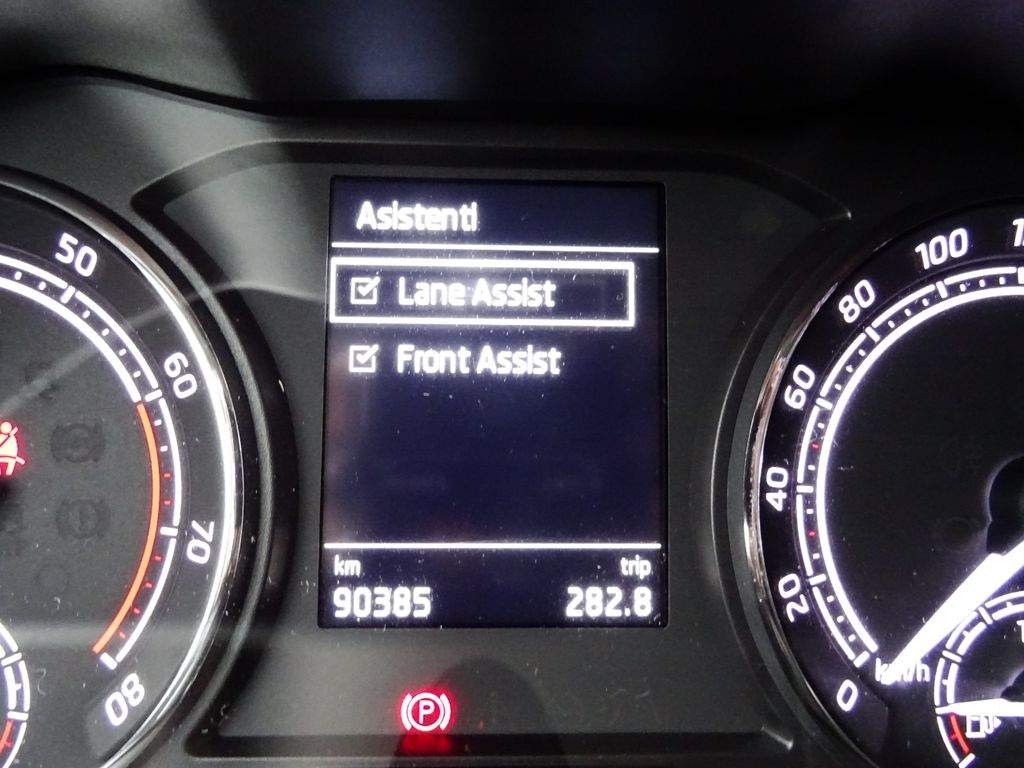 Asistenti
Lane Assist
Front Assist
km trip
90385 282.8
50
60
70
80
100
80
60
40
20
0
km/h
P